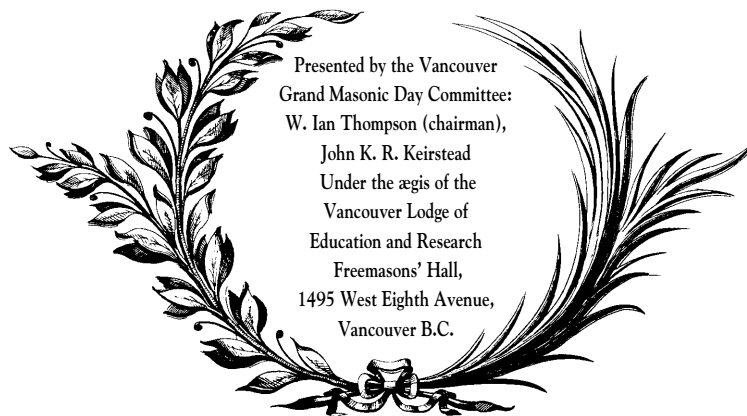 Presented by the Vancouver
Grand Masonic Day Committee:
W. Ian Thompson (chairman),
John K. R. Keirstead
Under the ægis of the
Vancouver Lodge of
Education and Research
Freemasons’ Hall,
1495 West Eighth Avenue,
Vancouver B.C.